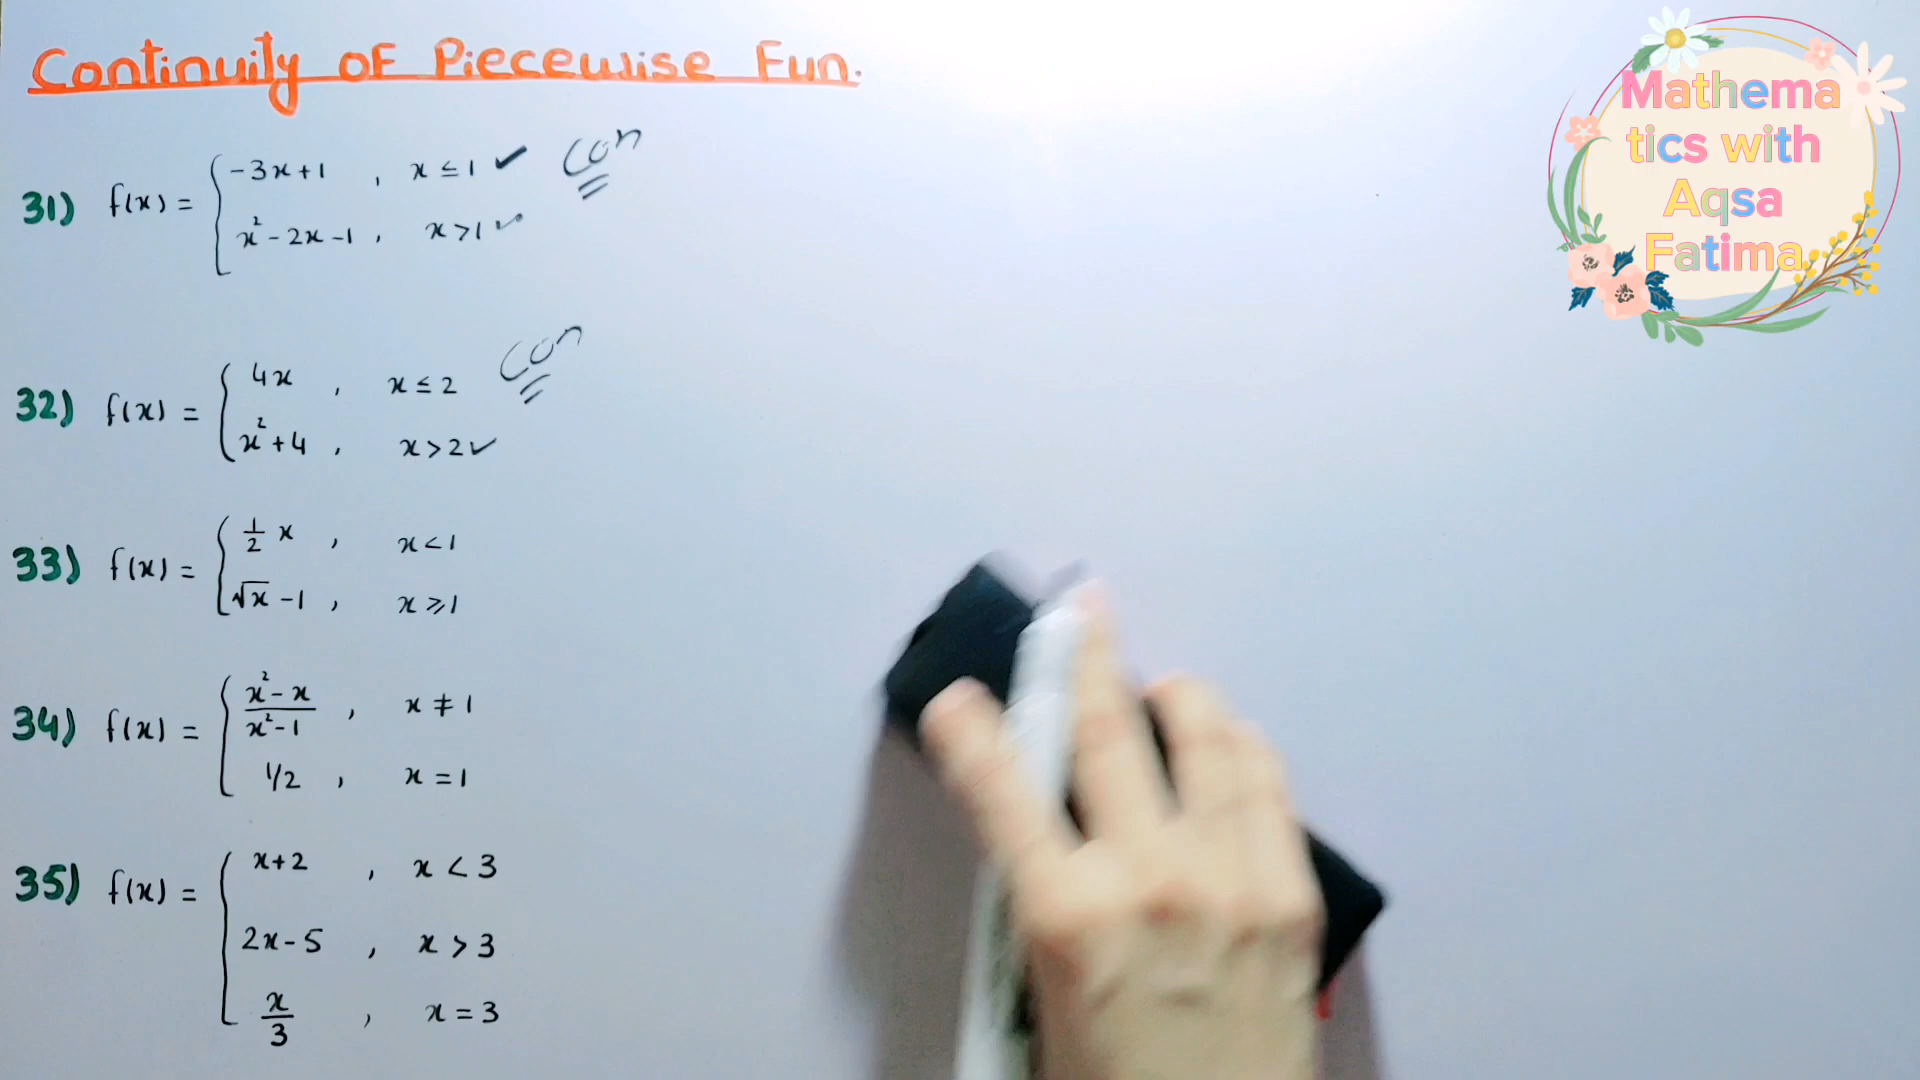 Continuity of Piecewise Fun.
Mathema
tics with
Aqsa
Fatima
31) f(x) = { -3x+1 , x ≤ 1 ✓ Con
x² - 2x - 1 , x > 1 ✓
32) f(x) = { 4x , x ≤ 2 Con
x² + 4 , x > 2 ✓
33) f(x) = { 1/2 x , x < 1
√x - 1 , x ⩾ 1
34) f(x) = { x² - x / x² - 1 , x ≠ 1
1/2 , x = 1
35) f(x) = { x+2 , x < 3
2x - 5 , x > 3
x/3 , x = 3